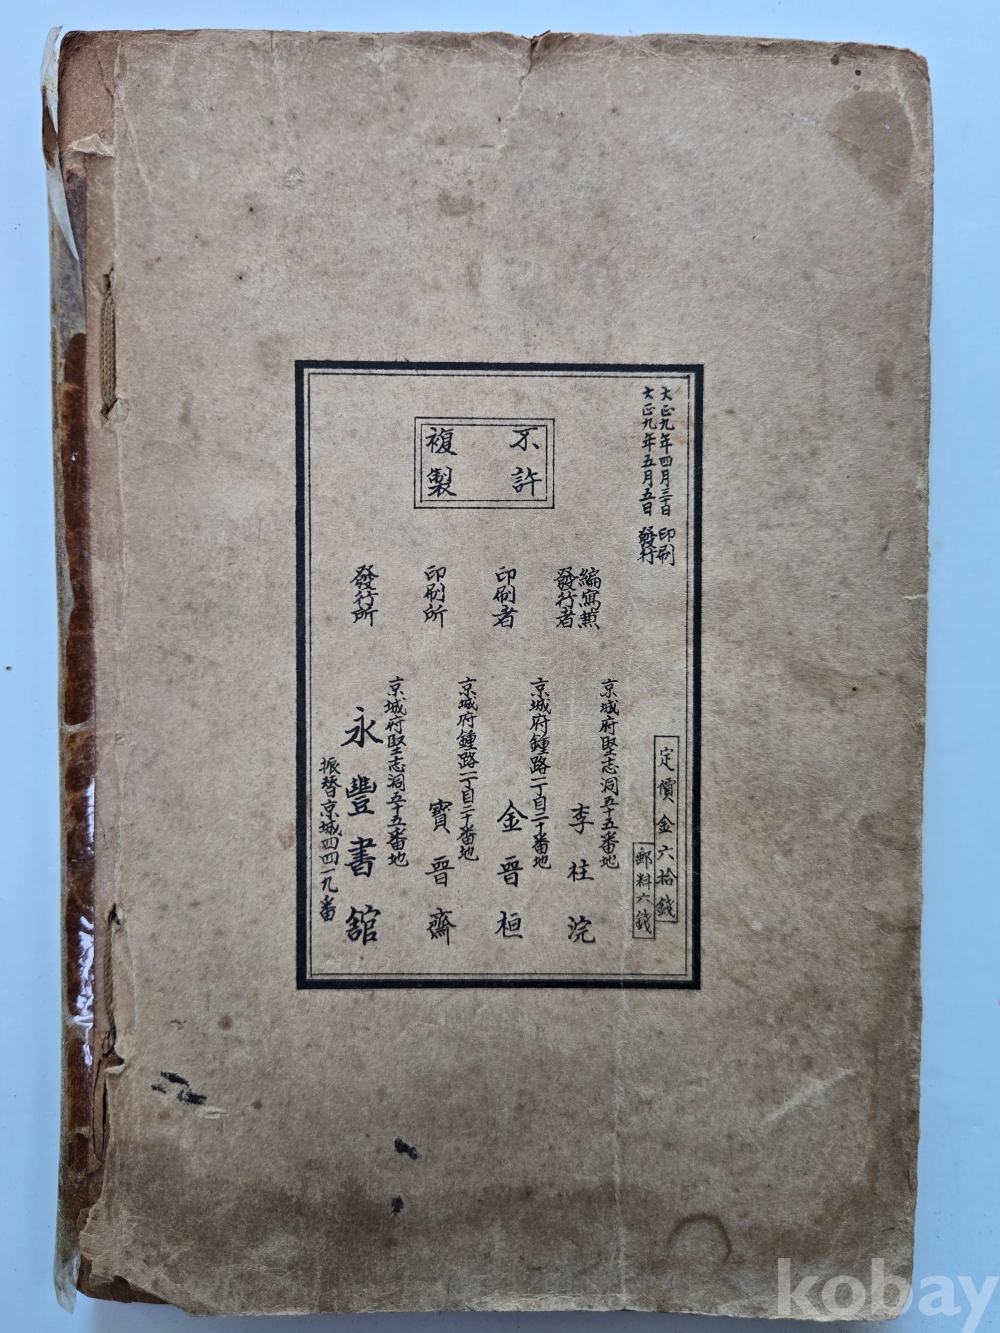 大正九年四月三十日 印刷
大正九年五月五日 發行
定價金六拾錢
郵料六錢
不許
複製
編寫兼
發行者
京城府堅志洞五十五番地
李柱浣
印刷者
京城府鍾路二丁目二十番地
金晋桓
印刷所
京城府鍾路二丁目二十番地
寶晋齋
發行所
京城府堅志洞五十五番地
永豐書舘
振替京城四四一九番
kobay